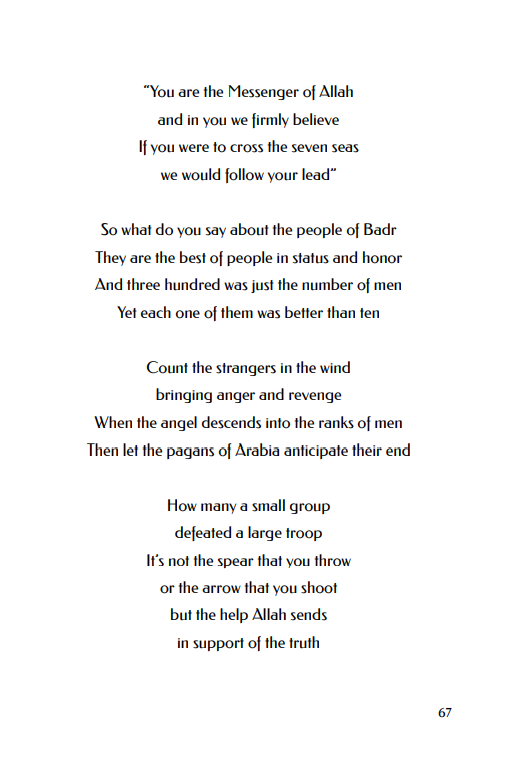 “You are the Messenger of Allah
and in you we firmly believe
If you were to cross the seven seas
we would follow your lead”
So what do you say about the people of Badr
They are the best of people in status and honor
And three hundred was just the number of men
Yet each one of them was better than ten
Count the strangers in the wind
bringing anger and revenge
When the angel descends into the ranks of men
Then let the pagans of Arabia anticipate their end
How many a small group
defeated a large troop
It’s not the spear that you throw
or the arrow that you shoot
but the help Allah sends
in support of the truth
67